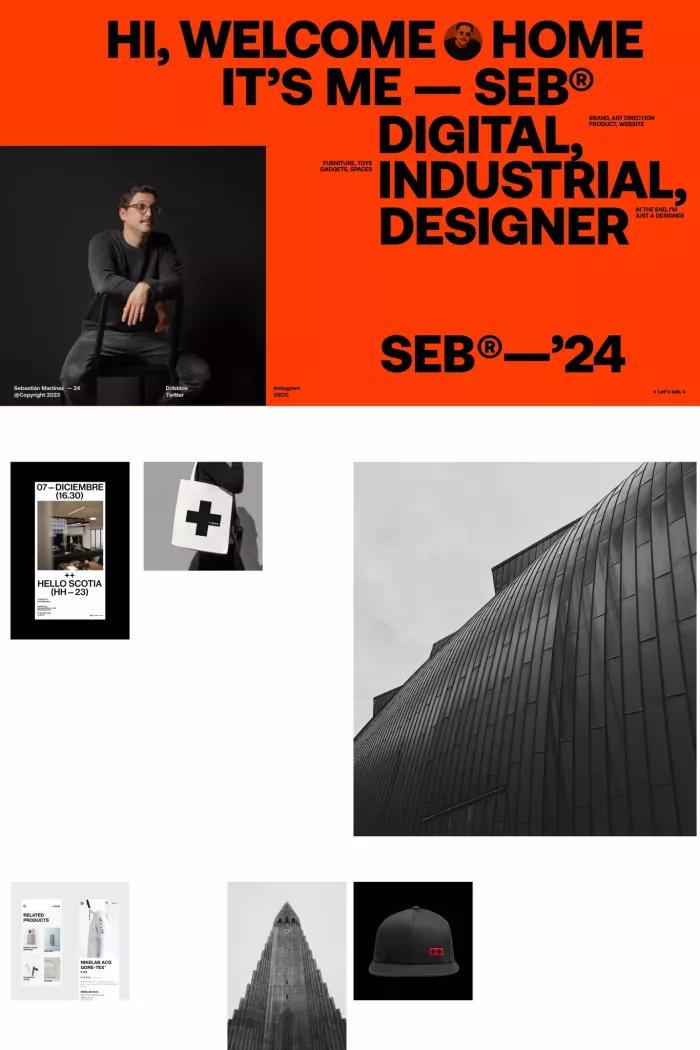 HI, WELCOME HOME
IT'S ME — SEB®
DIGITAL,
BRAND, ART DIRECTION
PRODUCT, WEBSITE
FURNITURE, TOYS
GADGETS, SPACES
INDUSTRIAL,
IN THE END, I'M
JUST A DESIGNER
DESIGNER
SEB®—'24
Sebastián Martínez — 24
@Copyright 2023
Dribbble
Twitter
Instagram
VSCO
Let's talk
07 – DICIEMBRE
(16.30)
++
HELLO SCOTIA
(HH – 23)
RELATED
PRODUCTS
NIKELAB ACG
GORE-TEX®
NIKELAB ACG